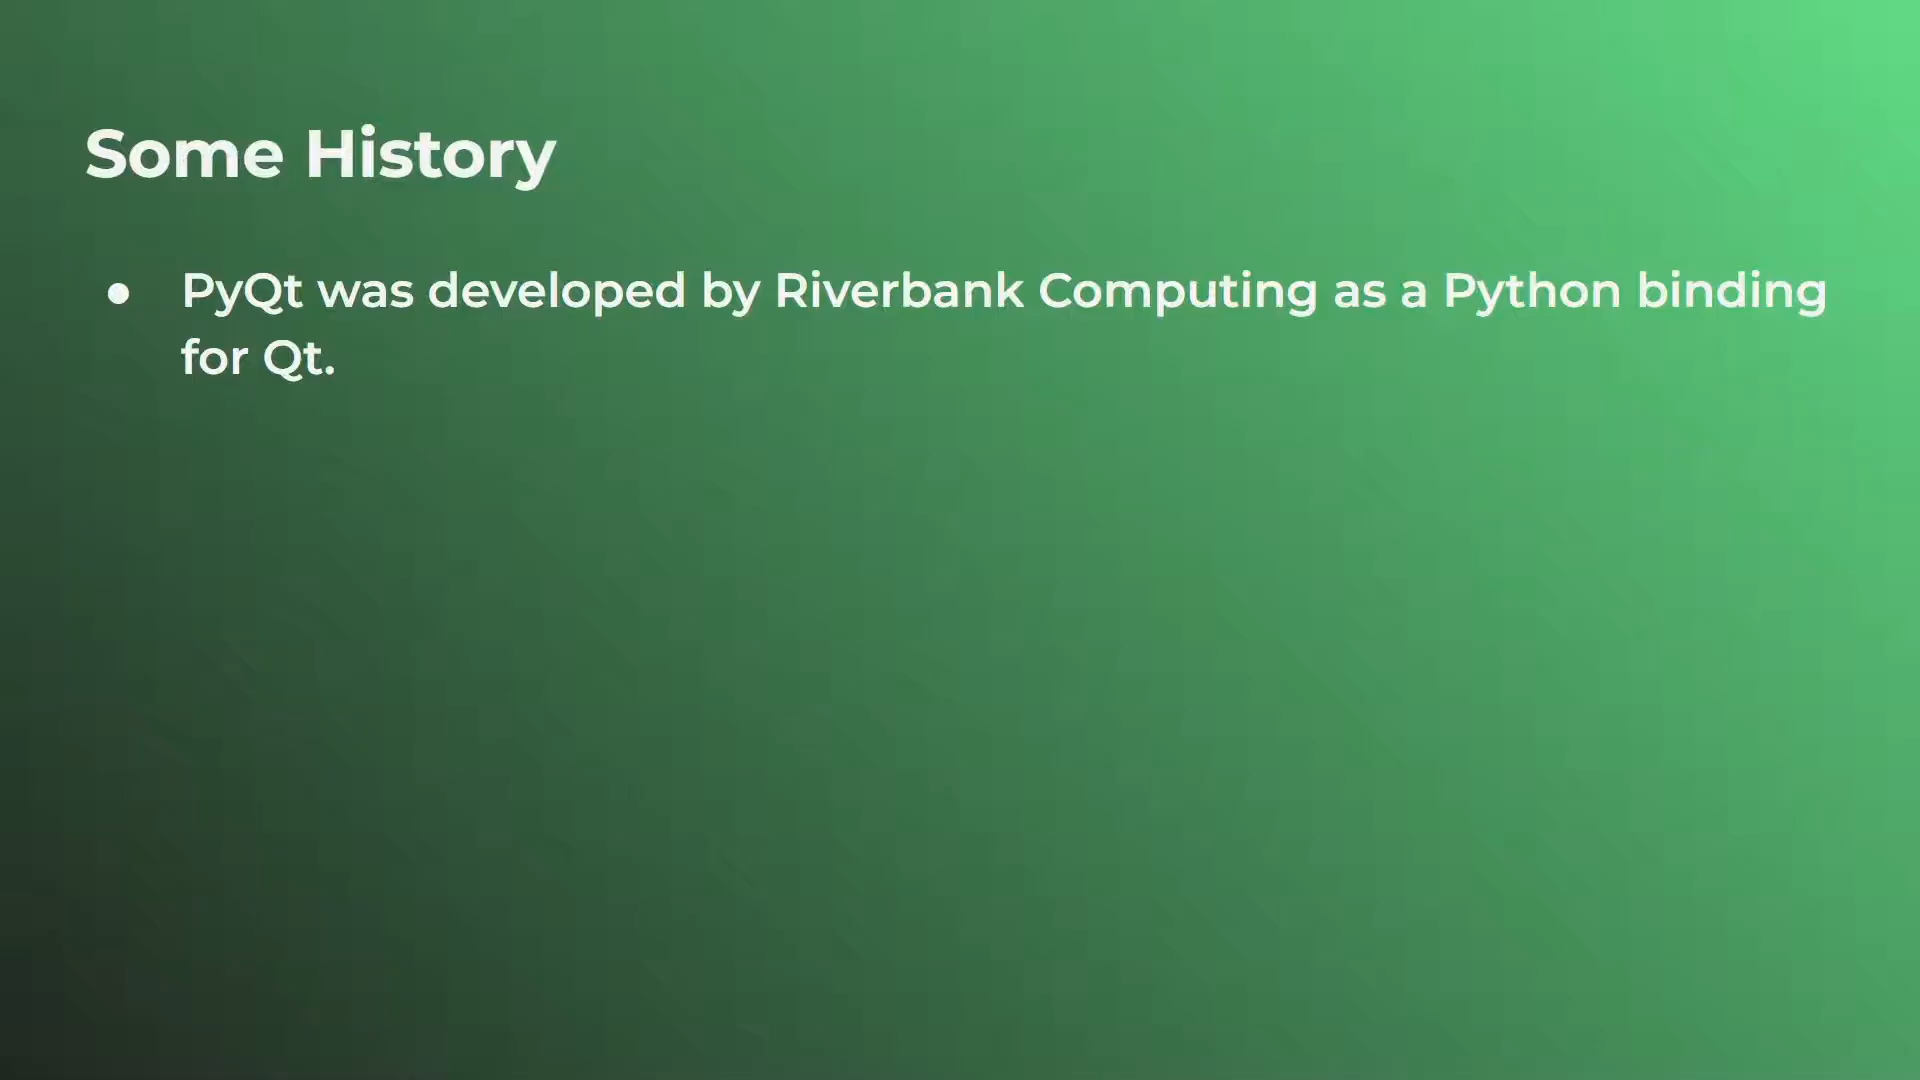 Some History
● PyQt was developed by Riverbank Computing as a Python binding
for Qt.